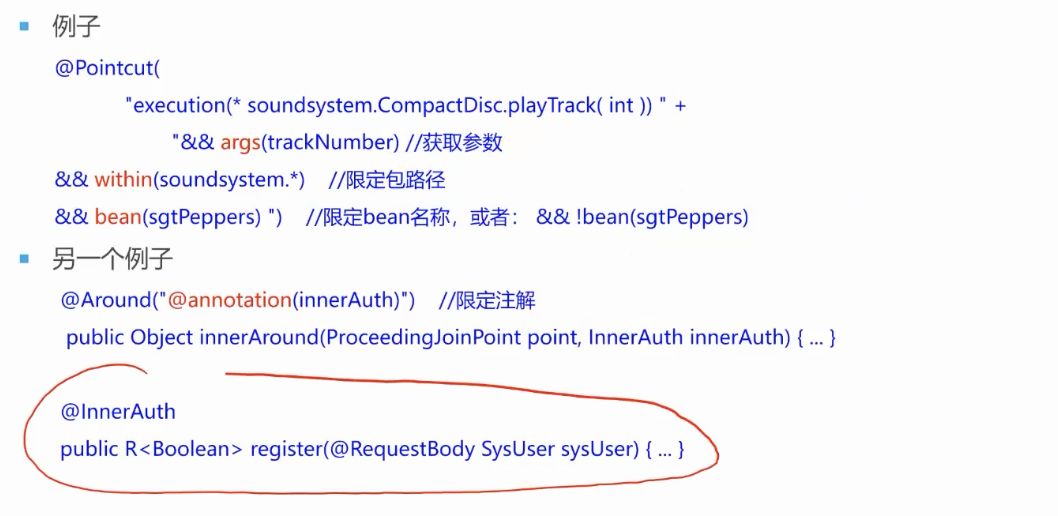 例子
@Pointcut(
"execution(* soundsystem.CompactDisc.playTrack( int )) " +
"&& args(trackNumber) //获取参数
&& within(soundsystem.*) //限定包路径
&& bean(sgtPeppers) ") //限定bean名称，或者： && !bean(sgtPeppers)
另一个例子
@Around("@annotation(innerAuth)") //限定注解
public Object innerAround(ProceedingJoinPoint point, InnerAuth innerAuth) { ... }
@InnerAuth
public R<Boolean> register(@RequestBody SysUser sysUser) { ... }